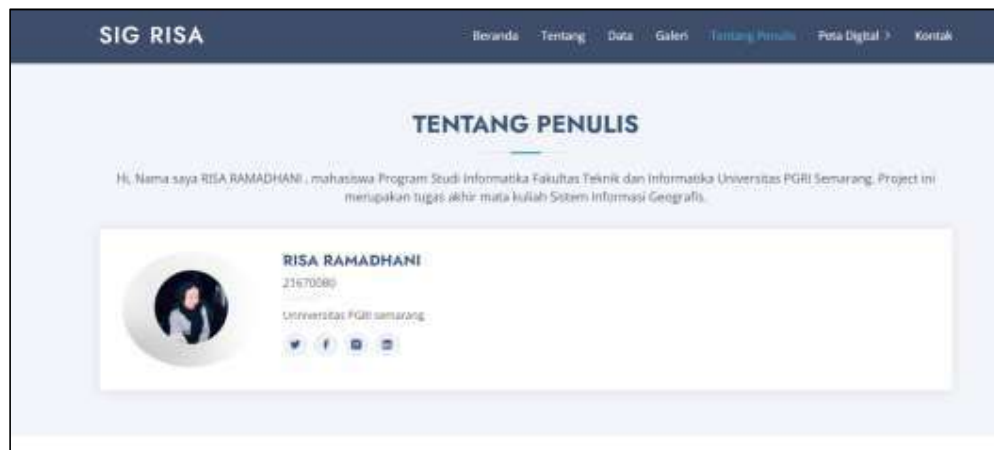 SIG RISA
Beranda Tentang Data Galeri Tentang Penulis Peta Digital > Kontak
TENTANG PENULIS
Hi, Nama saya RISA RAMADHANI , mahasiswa Program Studi Informatika Fakultas Teknik dan Informatika Universitas PGRI Semarang. Project ini
merupakan tugas akhir mata kuliah Sistem Informasi Geografis.
RISA RAMADHANI
21670080
Universitas PGRI semarang